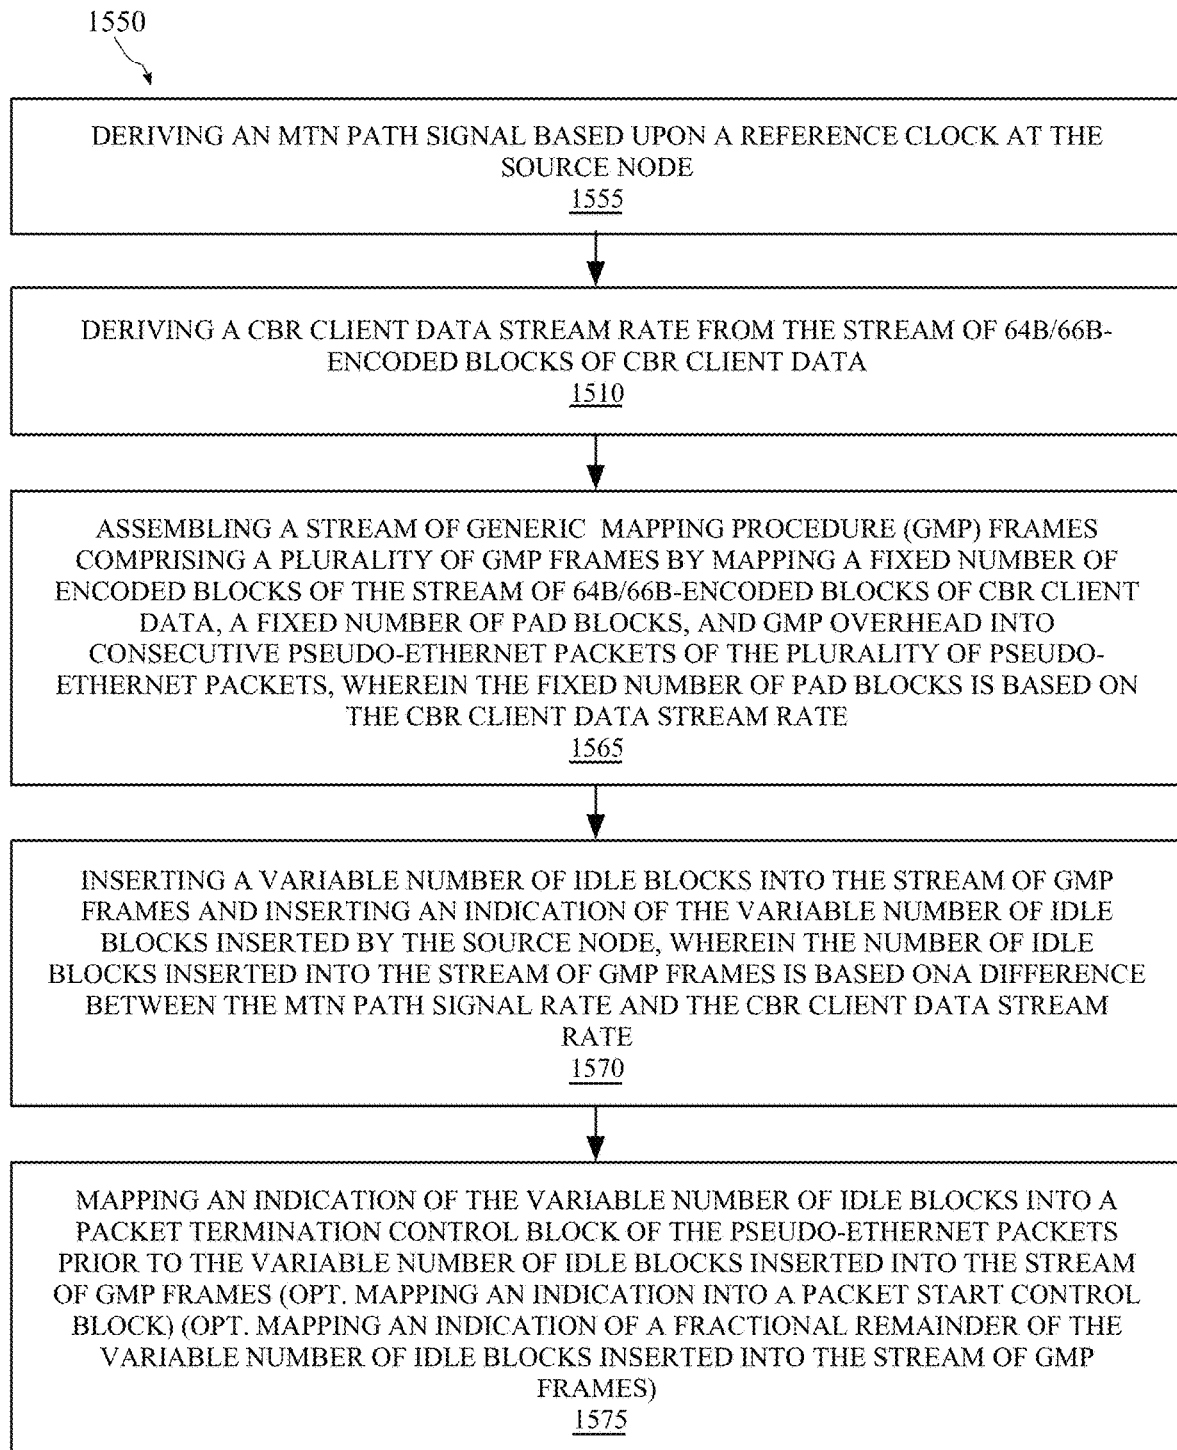 1550
DERIVING AN MTN PATH SIGNAL BASED UPON A REFERENCE CLOCK AT THE
SOURCE NODE
1555
DERIVING A CBR CLIENT DATA STREAM RATE FROM THE STREAM OF 64B/66B-
ENCODED BLOCKS OF CBR CLIENT DATA
1510
ASSEMBLING A STREAM OF GENERIC MAPPING PROCEDURE (GMP) FRAMES
COMPRISING A PLURALITY OF GMP FRAMES BY MAPPING A FIXED NUMBER OF
ENCODED BLOCKS OF THE STREAM OF 64B/66B-ENCODED BLOCKS OF CBR CLIENT
DATA, A FIXED NUMBER OF PAD BLOCKS, AND GMP OVERHEAD INTO
CONSECUTIVE PSEUDO-ETHERNET PACKETS OF THE PLURALITY OF PSEUDO-
ETHERNET PACKETS, WHEREIN THE FIXED NUMBER OF PAD BLOCKS IS BASED ON
THE CBR CLIENT DATA STREAM RATE
1565
INSERTING A VARIABLE NUMBER OF IDLE BLOCKS INTO THE STREAM OF GMP
FRAMES AND INSERTING AN INDICATION OF THE VARIABLE NUMBER OF IDLE
BLOCKS INSERTED BY THE SOURCE NODE, WHEREIN THE NUMBER OF IDLE
BLOCKS INSERTED INTO THE STREAM OF GMP FRAMES IS BASED ONA DIFFERENCE
BETWEEN THE MTN PATH SIGNAL RATE AND THE CBR CLIENT DATA STREAM
RATE
1570
MAPPING AN INDICATION OF THE VARIABLE NUMBER OF IDLE BLOCKS INTO A
PACKET TERMINATION CONTROL BLOCK OF THE PSEUDO-ETHERNET PACKETS
PRIOR TO THE VARIABLE NUMBER OF IDLE BLOCKS INSERTED INTO THE STREAM
OF GMP FRAMES (OPT. MAPPING AN INDICATION INTO A PACKET START CONTROL
BLOCK) (OPT. MAPPING AN INDICATION OF A FRACTIONAL REMAINDER OF THE
VARIABLE NUMBER OF IDLE BLOCKS INSERTED INTO THE STREAM OF GMP
FRAMES)
1575